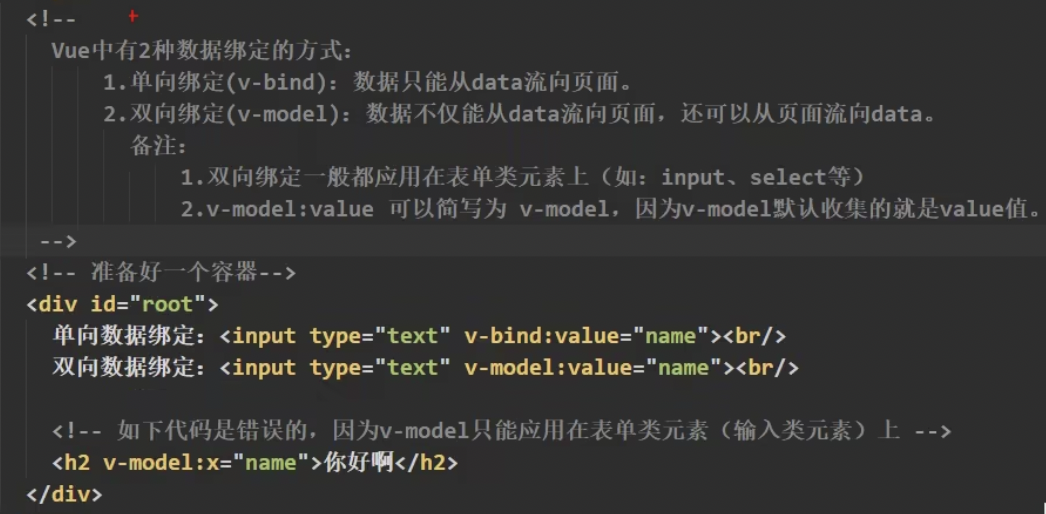 <!--
Vue中有2种数据绑定的方式:
1.单向绑定(v-bind): 数据只能从data流向页面。
2.双向绑定(v-model): 数据不仅能从data流向页面，还可以从页面流向data。
备注:
1.双向绑定一般都应用在表单类元素上（如: input、select等）
2.v-model:value 可以简写为 v-model，因为v-model默认收集的就是value值。
-->
<!-- 准备好一个容器-->
<div id="root">
单向数据绑定: <input type="text" v-bind:value="name"><br/>
双向数据绑定: <input type="text" v-model:value="name"><br/>
<!-- 如下代码是错误的，因为v-model只能应用在表单类元素（输入类元素）上 -->
<h2 v-model:x="name">你好啊</h2>
</div>